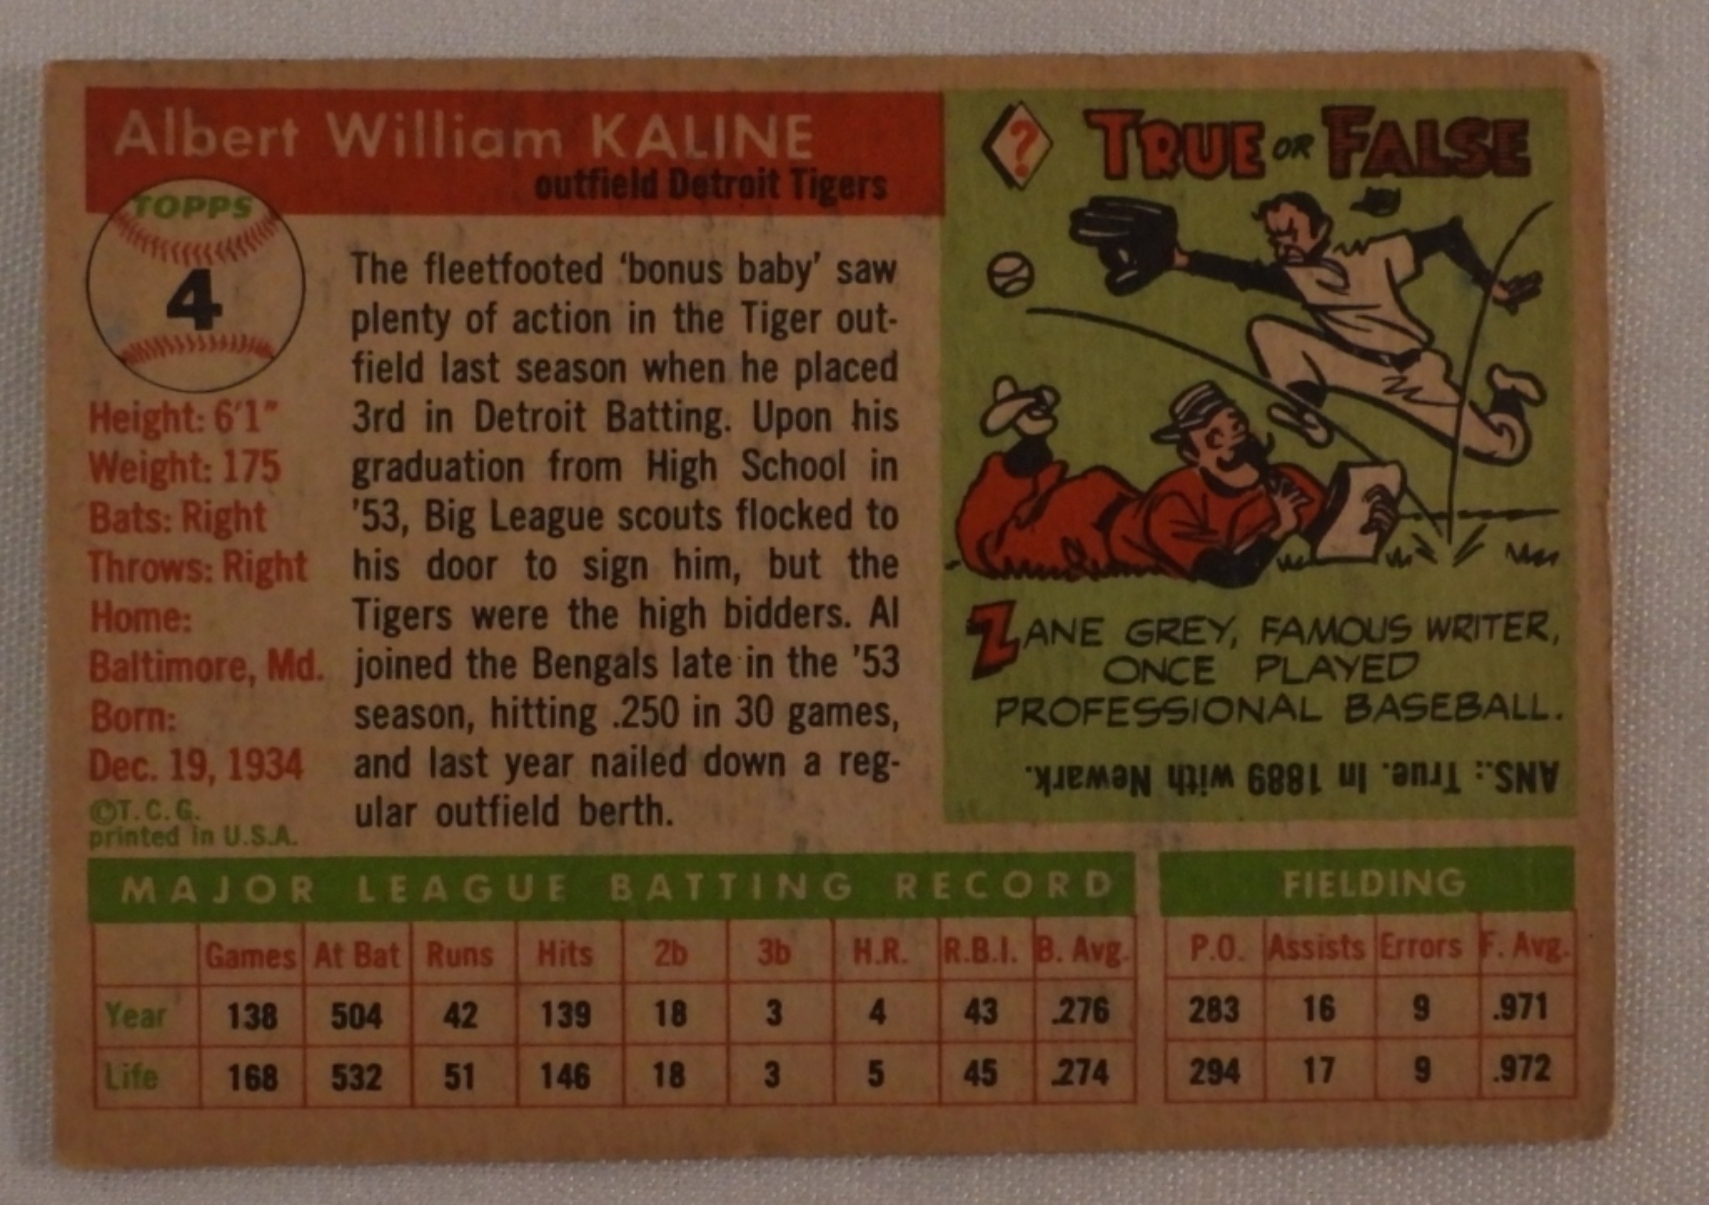 Albert William KALINE
outfield Detroit Tigers
TOPPS
4
Height: 6'1"
Weight: 175
Bats: Right
Throws: Right
Home:
Baltimore, Md.
Born:
Dec. 19, 1934
©T.C.G.
printed in U.S.A.
The fleetfooted ‘bonus baby’ saw
plenty of action in the Tiger out-
field last season when he placed
3rd in Detroit Batting. Upon his
graduation from High School in
’53, Big League scouts flocked to
his door to sign him, but the
Tigers were the high bidders. Al
joined the Bengals late in the ’53
season, hitting .250 in 30 games,
and last year nailed down a reg-
ular outfield berth.
? TRUE OR FALSE
ZANE GREY, FAMOUS WRITER,
ONCE PLAYED
PROFESSIONAL BASEBALL.
ANS.: True. In 1889 with Newark.
MAJOR LEAGUE BATTING RECORD
Games At Bat Runs Hits 2b 3b H.R. R.B.I. B. Avg.
Year 138 504 42 139 18 3 4 43 .276
Life 168 532 51 146 18 3 5 45 .274
FIELDING
P.O. Assists Errors F. Avg.
283 16 9 .971
294 17 9 .972